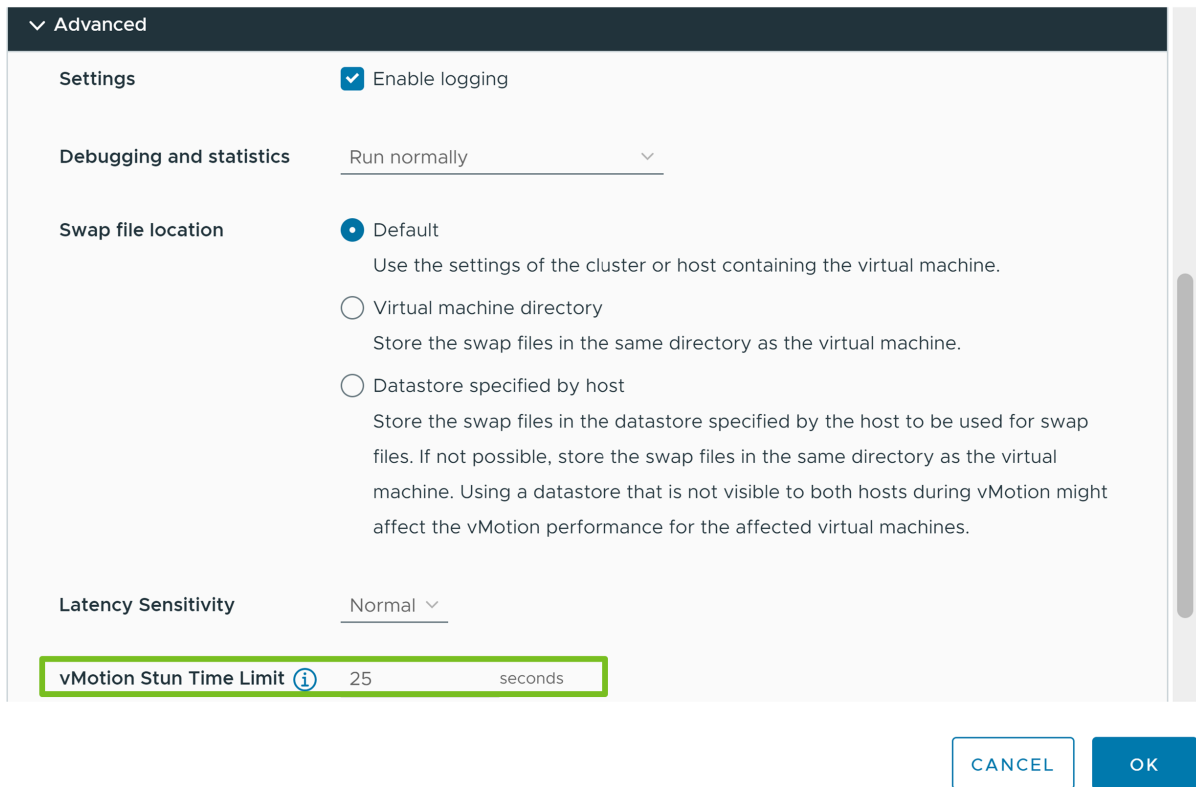 Advanced
Settings Enable logging
Debugging and statistics Run normally
Swap file location Default
Use the settings of the cluster or host containing the virtual machine.
Virtual machine directory
Store the swap files in the same directory as the virtual machine.
Datastore specified by host
Store the swap files in the datastore specified by the host to be used for swap
files. If not possible, store the swap files in the same directory as the virtual
machine. Using a datastore that is not visible to both hosts during vMotion might
affect the vMotion performance for the affected virtual machines.
Latency Sensitivity Normal
vMotion Stun Time Limit 25 seconds
CANCEL OK